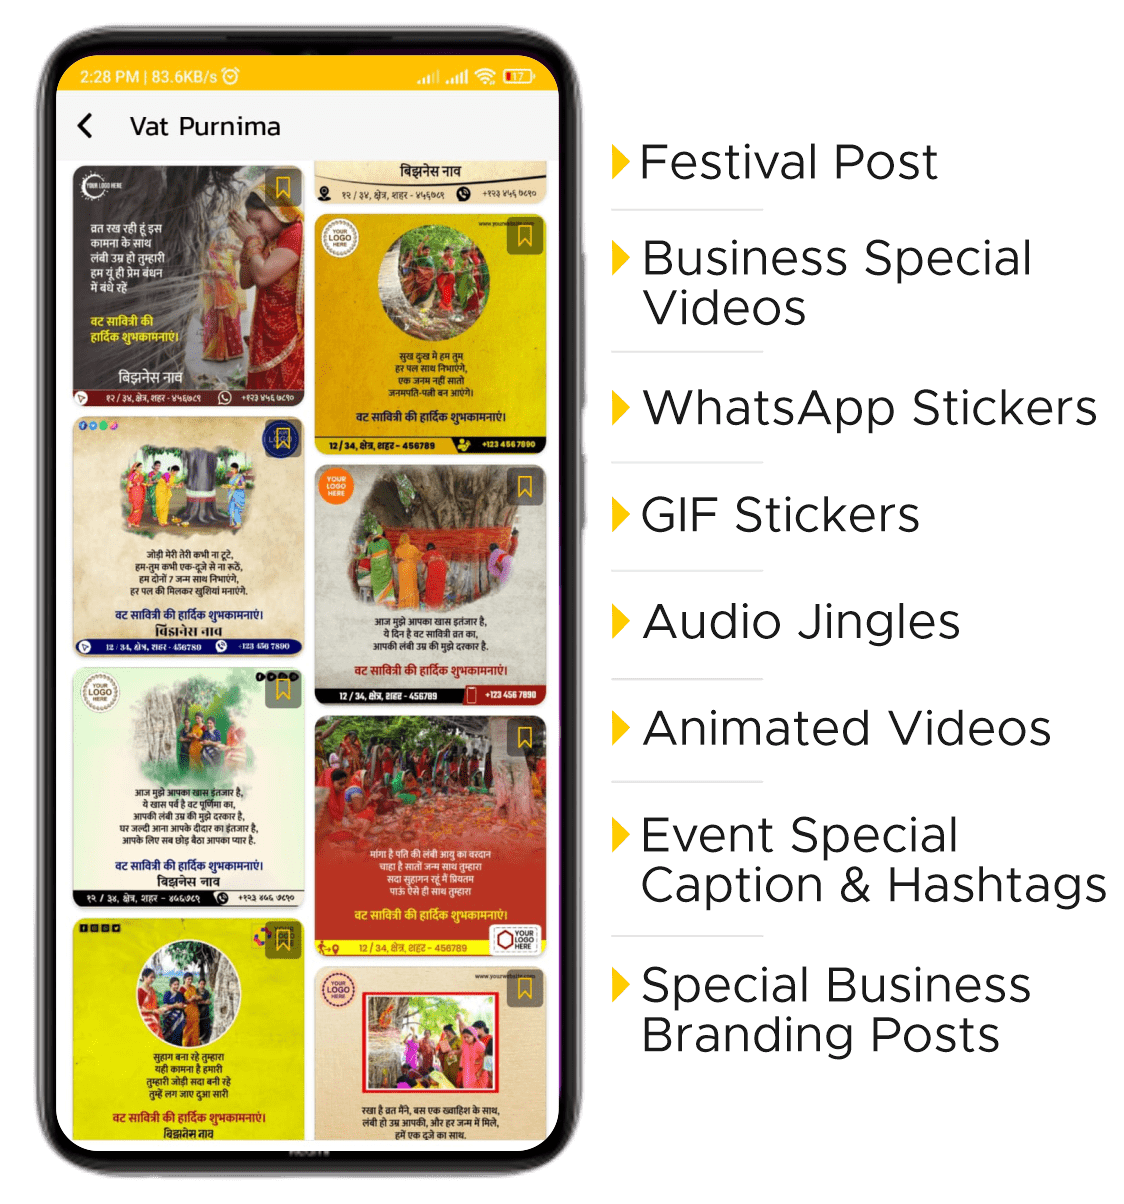 2:28 PM | 83.6KB/s
17
Vat Purnima
YOUR LOGO HERE
व्रत रख रही हूं इस
कामना के साथ
लंबी उम्र हो तुम्हारी
हम यूं ही प्रेम बंधन
में बंधे रहें
वट सावित्री की
हार्दिक शुभकामनाएं।
बिझनेस नाव
१२ / ३४, क्षेत्र, शहर - ४५६७८९
+१२३ ४५६ ७८९०
जोड़ी मेरी तेरी कभी ना टूटे,
हम-तुम कभी एक-दूजे से ना रूठें,
हम दोनों 7 जन्म साथ निभाएंगे,
हर पल की मिलकर खुशियां मनाएंगे.
वट सावित्री की हार्दिक शुभकामनाएं।
बिझनेस नाव
12 / 34, क्षेत्र, शहर - 456789
+123 456 7890
YOUR
LOGO
HERE
आज मुझे आपका खास इतंजार है,
ये खास पर्व है वट पूर्णिमा का,
आपकी लंबी उम्र की मुझे दरकार है,
घर जल्दी आना आपके दीदार का इंतजार है,
आपके लिए सब छोड़ बैठा आपका प्यार है.
वट सावित्री की हार्दिक शुभकामनाएं।
बिझनेस नाव
१२ / ३४, क्षेत्र, शहर - ४५६७८९
+१२३ ४५६ ७८९०
सुहाग बना रहे तुम्हारा
यही कामना है हमारी
तुम्हारी जोड़ी सदा बनी रहे
तुम्हें लग जाए दुआ सारी
वट सावित्री की हार्दिक शुभकामनाएं।
बिझनेस नाव
बिझनेस नाव
१२ / ३४, क्षेत्र, शहर - ४५६७८९
+१२३ ४५६ ७८९०
YOUR
LOGO
HERE
सुख दुःख में हम तुम
हर पल साथ निभाएंगे,
एक जनम नहीं सातो
जनमपति-पत्नी बन आएंगे।
वट सावित्री की हार्दिक शुभकामनाएं।
12 / 34, क्षेत्र, शहर - 456789
+123 456 7890
YOUR
LOGO
HERE
आज मुझे आपका खास इतंजार है,
ये दिन है वट सावित्री व्रत का,
आपकी लंबी उम्र की मुझे दरकार है.
वट सावित्री की हार्दिक शुभकामनाएं।
12 / 34, क्षेत्र, शहर - 456789
+123 456 7890
मांगा है पति की लंबी आयु का वरदान
चाहा है सातों जन्म साथ तुम्हारा
सदा सुहागन रहूं मैं प्रियतम
पाऊं ऐसे ही साथ तुम्हारा
वट सावित्री की हार्दिक शुभकामनाएं।
12 / 34, क्षेत्र, शहर - 456789
YOUR
LOGO
HERE
YOUR
LOGO
HERE
रखा है व्रत मैंने, बस एक ख्वाहिश के साथ,
लंबी हो उम्र आपकी, और हर जन्म में मिले,
हमें एक दूजे का साथ.
Festival Post
Business Special
Videos
WhatsApp Stickers
GIF Stickers
Audio Jingles
Animated Videos
Event Special
Caption & Hashtags
Special Business
Branding Posts